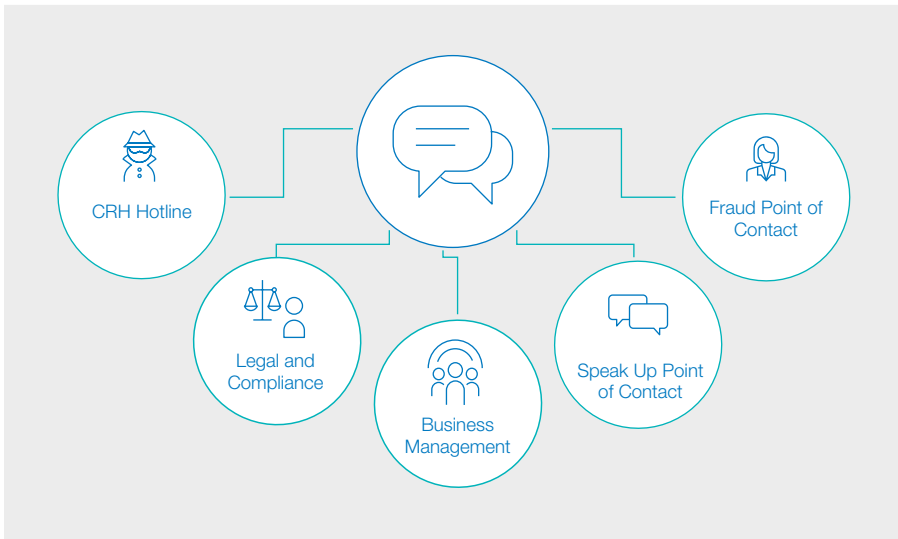 CRH Hotline
Legal and
Compliance
Business
Management
Speak Up Point
of Contact
Fraud Point of
Contact